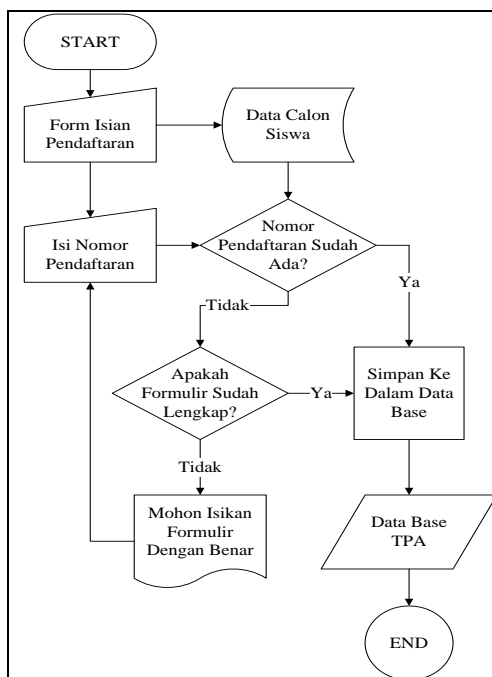 START
Form Isian
Pendaftaran
Data Calon
Siswa
Isi Nomor
Pendaftaran
Nomor
Pendaftaran Sudah
Ada?
Ya
Tidak
Apakah
Formulir Sudah
Lengkap?
Ya
Simpan Ke
Dalam Data
Base
Tidak
Mohon Isikan
Formulir
Dengan Benar
Data Base
TPA
END